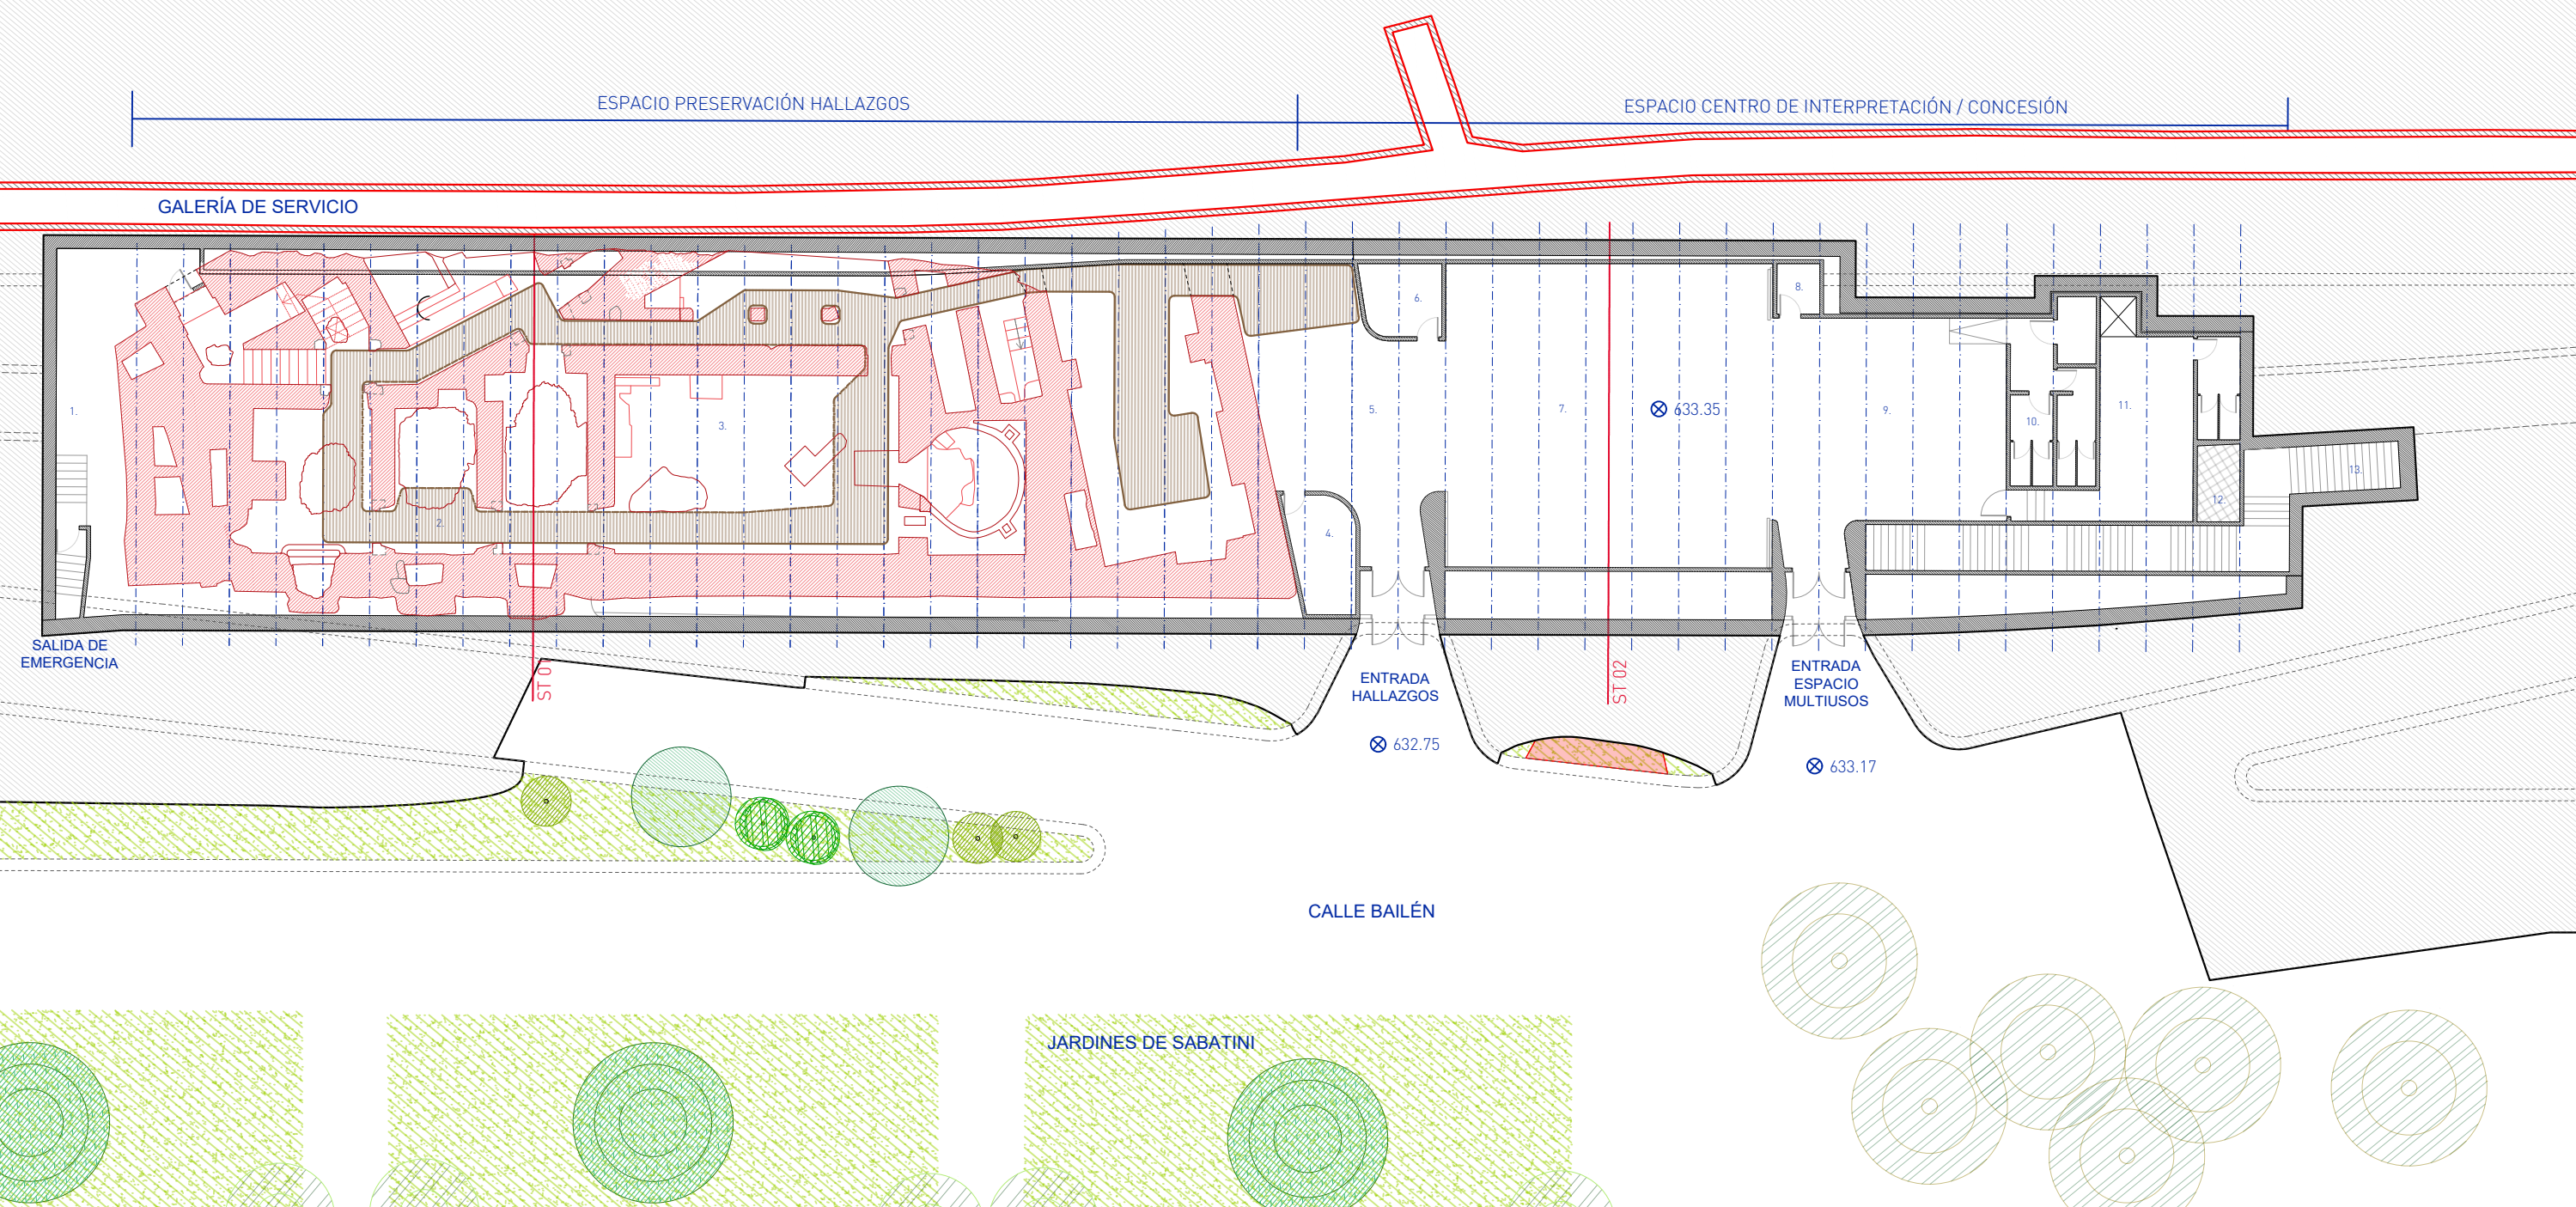 ESPACIO PRESERVACIÓN HALLAZGOS
ESPACIO CENTRO DE INTERPRETACIÓN / CONCESIÓN
GALERÍA DE SERVICIO
8.
6.
1.
3.
5.
7.
633.35
9.
10.
11.
13.
12.
2.
4.
SALIDA DE
EMERGENCIA
ST 01
ST 02
ENTRADA
HALLAZGOS
632.75
ENTRADA
ESPACIO
MULTIUSOS
633.17
CALLE BAILÉN
JARDINES DE SABATINI